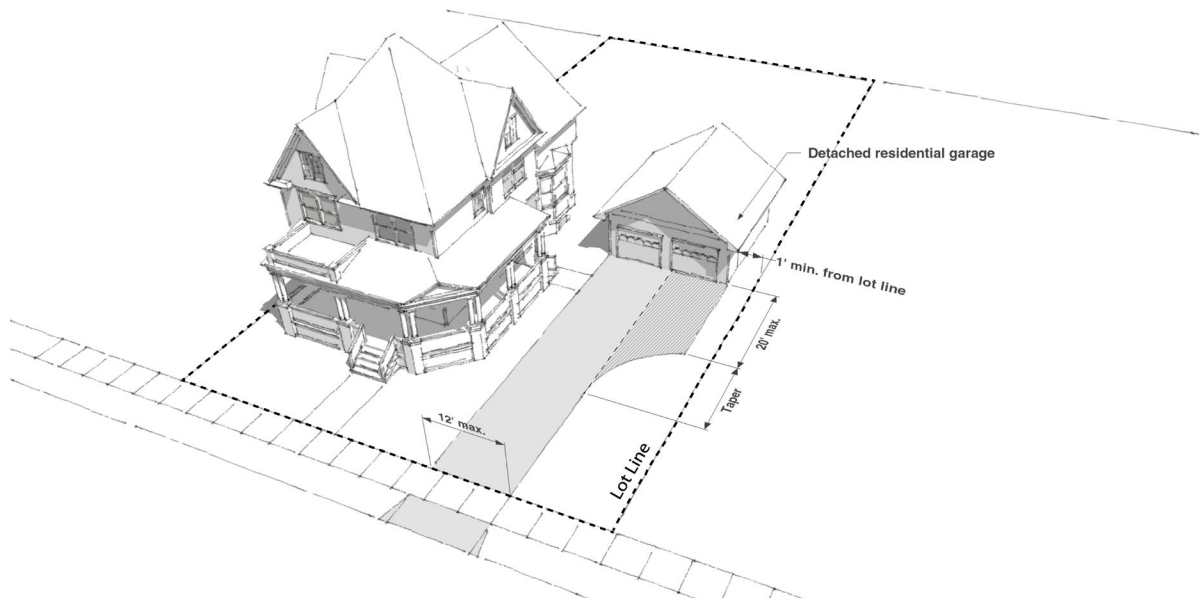 Detached residential garage
1' min. from lot line
20' max.
Taper
12' max.
Lot Line